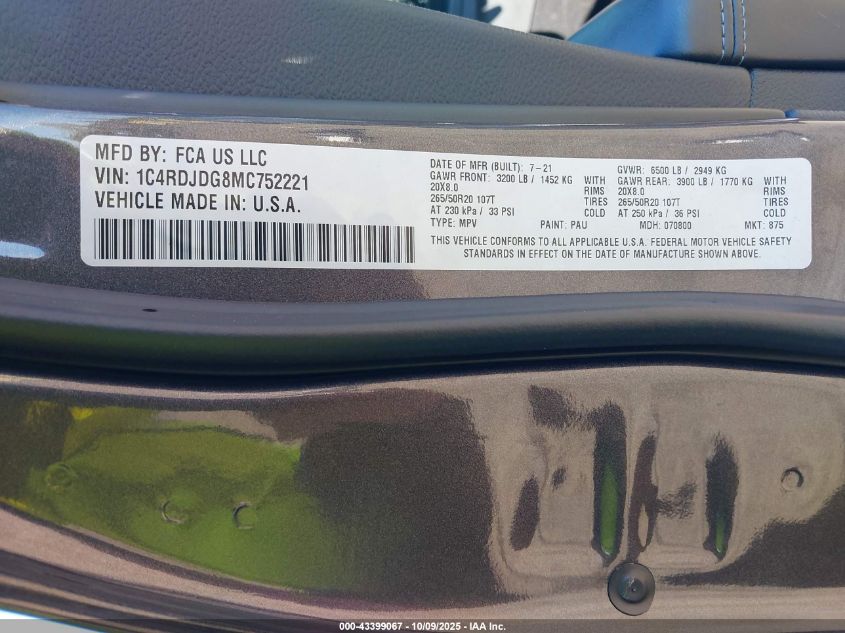 MFD BY: FCA US LLC
VIN: 1C4RDJDG8MC752221
VEHICLE MADE IN: U.S.A.
DATE OF MFR (BUILT): 7-21 GVWR: 6500 LB / 2949 KG
GAWR FRONT: 3200 LB / 1452 KG WITH GAWR REAR: 3900 LB / 1770 KG WITH
20X8.0 RIMS 20X8.0 RIMS
265/50R20 107T TIRES 265/50R20 107T TIRES
AT 230 kPa / 33 PSI COLD AT 250 kPa / 36 PSI COLD
TYPE: MPV PAINT: PAU MDH: 070800 MKT: 875
THIS VEHICLE CONFORMS TO ALL APPLICABLE U.S.A. FEDERAL MOTOR VEHICLE SAFETY
STANDARDS IN EFFECT ON THE DATE OF MANUFACTURE SHOWN ABOVE.
000-43399067 - 10/09/2025 - IAA Inc.